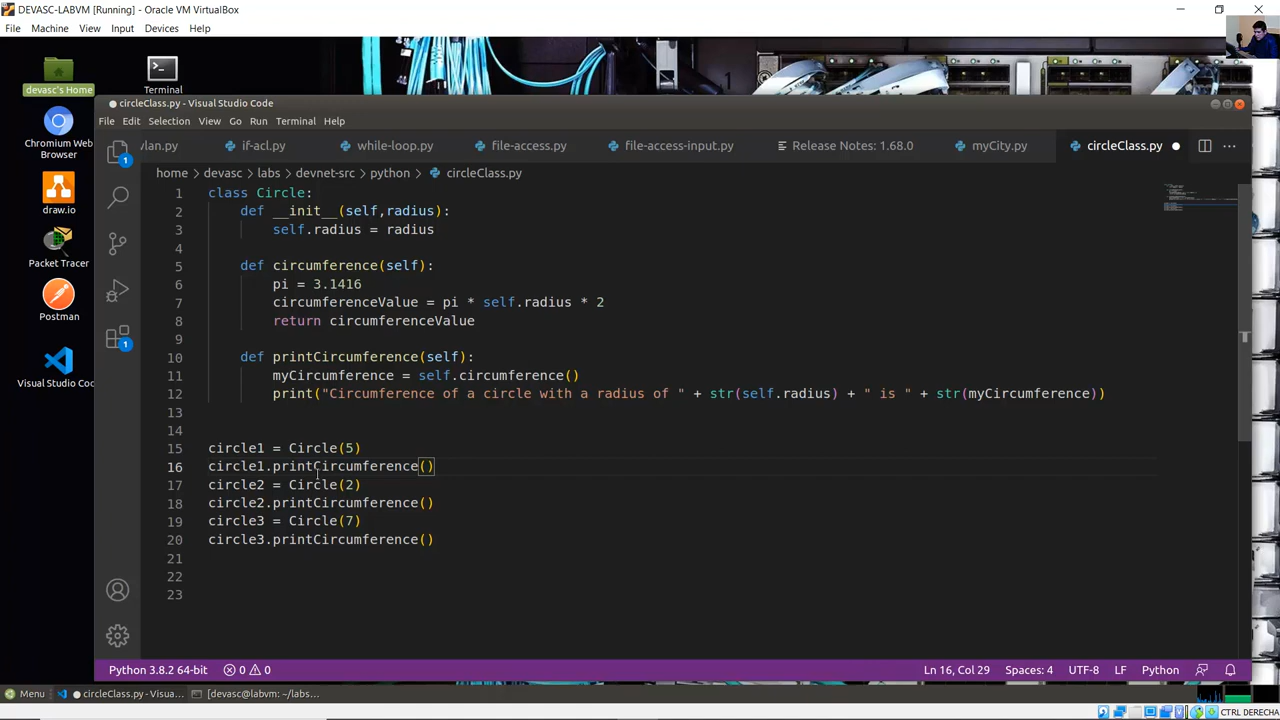 DEVASC-LABVM [Running] - Oracle VM VirtualBox
File Machine View Input Devices Help
devasc's Home
Terminal
Chromium Web
Browser
draw.io
Packet Tracer
Postman
Visual Studio Coc
circleClass.py - Visual Studio Code
File Edit Selection View Go Run Terminal Help
vlan.py if-acl.py while-loop.py file-access.py file-access-input.py Release Notes: 1.68.0 myCity.py circleClass.py
home > devasc > labs > devnet-src > python > circleClass.py
1 class Circle:
2 def __init__(self,radius):
3 self.radius = radius
4
5 def circumference(self):
6 pi = 3.1416
7 circumferenceValue = pi * self.radius * 2
8 return circumferenceValue
9
10 def printCircumference(self):
11 myCircumference = self.circumference()
12 print("Circumference of a circle with a radius of " + str(self.radius) + " is " + str(myCircumference))
13
14
15 circle1 = Circle(5)
16 circle1.printCircumference()
17 circle2 = Circle(2)
18 circle2.printCircumference()
19 circle3 = Circle(7)
20 circle3.printCircumference()
21
22
23
1
1
Python 3.8.2 64-bit 0 0 Ln 16, Col 29 Spaces: 4 UTF-8 LF Python
Menu circleClass.py - Visua... [devasc@labvm: ~/labs...
CTRL DERECHA